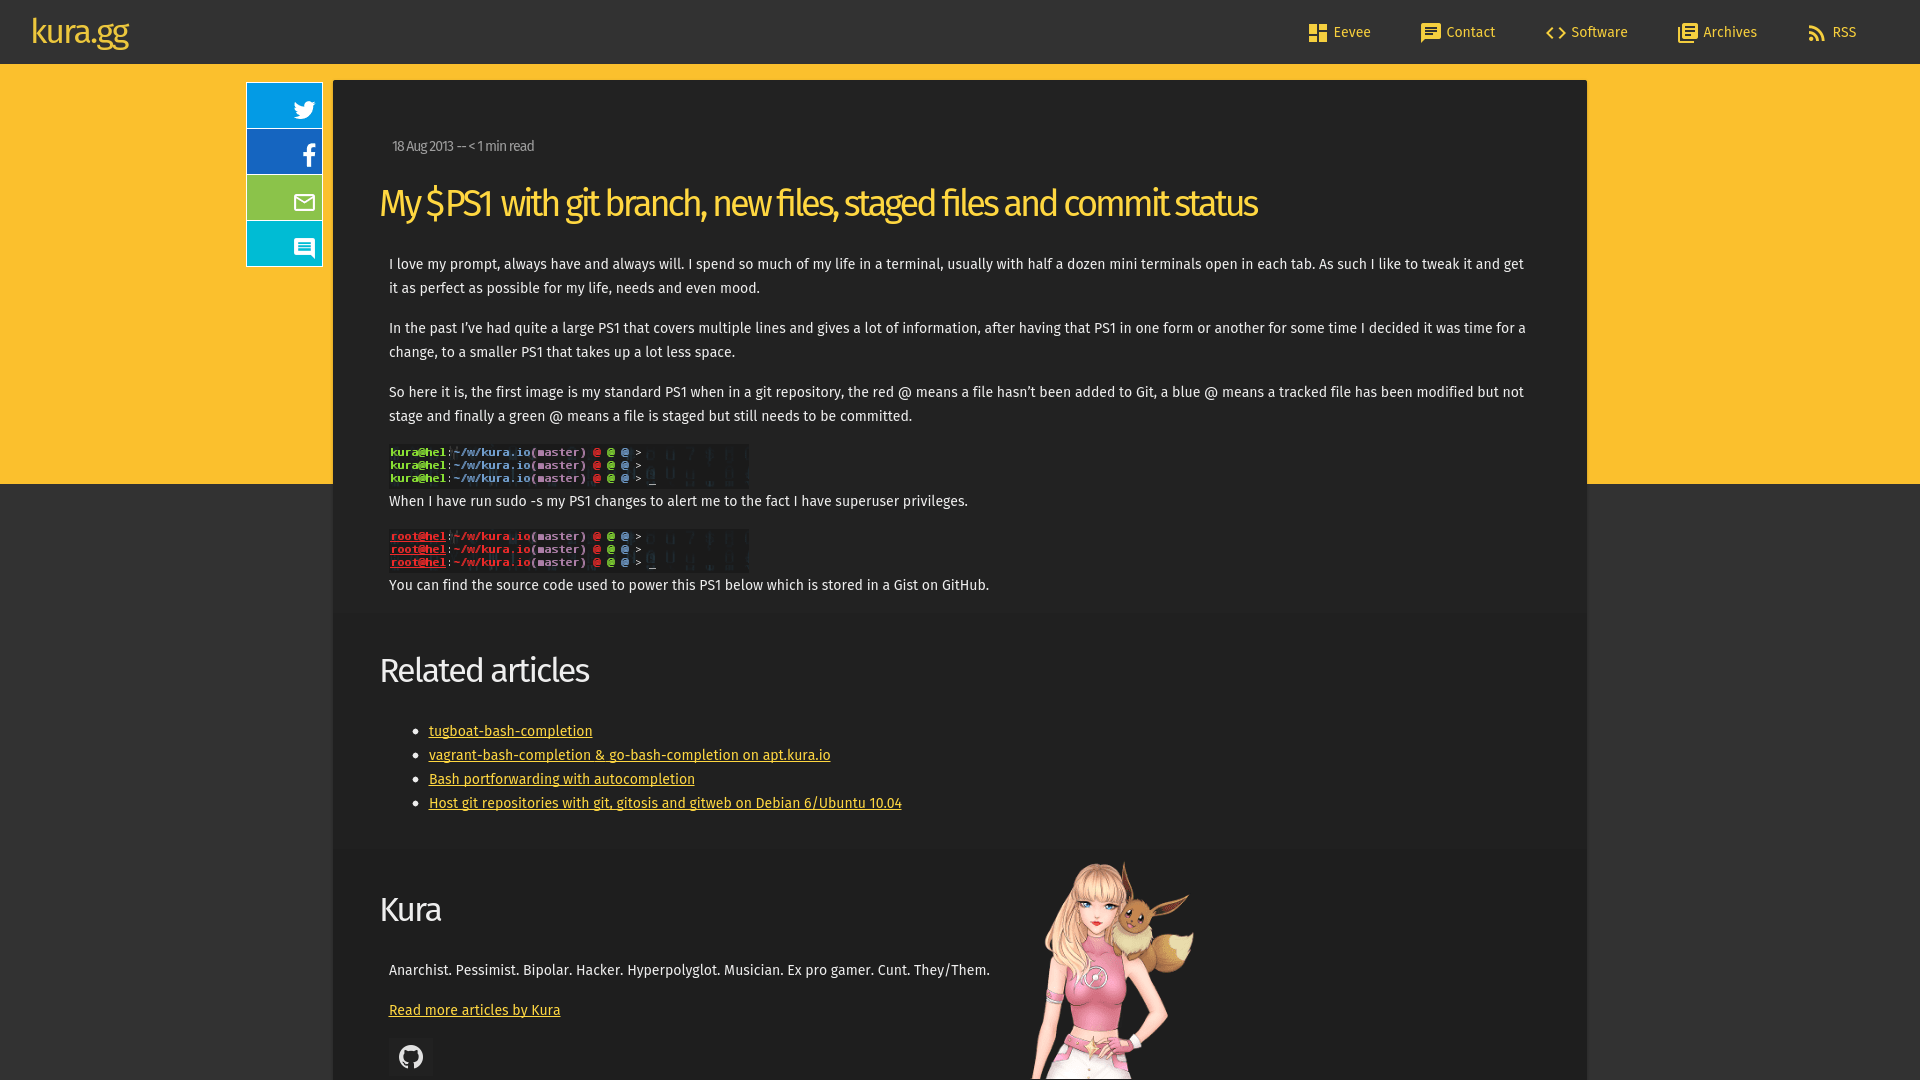 kura.gg
Eevee
Contact
Software
Archives
RSS
18 Aug 2013 -- < 1 min read
My $PS1 with git branch, new files, staged files and commit status
I love my prompt, always have and always will. I spend so much of my life in a terminal, usually with half a dozen mini terminals open in each tab. As such I like to tweak it and get
it as perfect as possible for my life, needs and even mood.
In the past I’ve had quite a large PS1 that covers multiple lines and gives a lot of information, after having that PS1 in one form or another for some time I decided it was time for a
change, to a smaller PS1 that takes up a lot less space.
So here it is, the first image is my standard PS1 when in a git repository, the red @ means a file hasn’t been added to Git, a blue @ means a tracked file has been modified but not
stage and finally a green @ means a file is staged but still needs to be committed.
kura@hel:~/w/kura.io(master) @ @ @ >
kura@hel:~/w/kura.io(master) @ @ @ >
kura@hel:~/w/kura.io(master) @ @ @ > _
When I have run sudo -s my PS1 changes to alert me to the fact I have superuser privileges.
root@hel:~/w/kura.io(master) @ @ @ >
root@hel:~/w/kura.io(master) @ @ @ >
root@hel:~/w/kura.io(master) @ @ @ > _
You can find the source code used to power this PS1 below which is stored in a Gist on GitHub.
Related articles
tugboat-bash-completion
vagrant-bash-completion & go-bash-completion on apt.kura.io
Bash portforwarding with autocompletion
Host git repositories with git, gitosis and gitweb on Debian 6/Ubuntu 10.04
Kura
Anarchist. Pessimist. Bipolar. Hacker. Hyperpolyglot. Musician. Ex pro gamer. Cunt. They/Them.
Read more articles by Kura